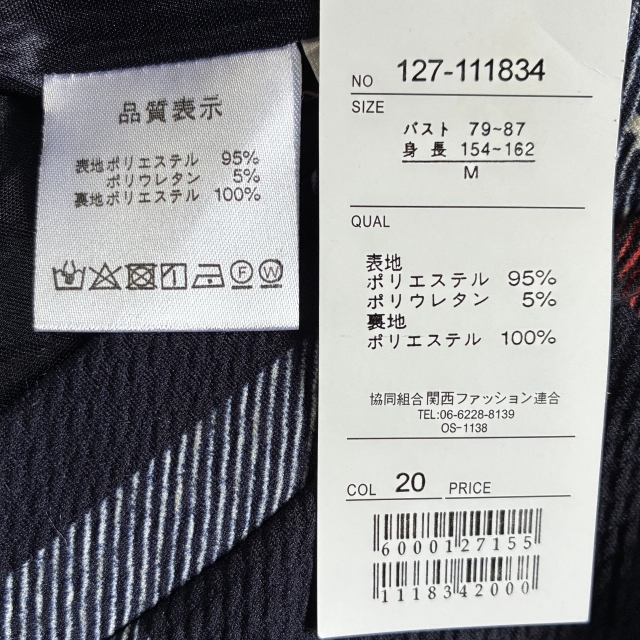 品質表示
表地ポリエステル 95%
ポリウレタン 5%
裏地ポリエステル 100%
F W
NO 127-111834
SIZE
バスト 79~87
身長 154~162
M
QUAL
表地
ポリエステル 95%
ポリウレタン 5%
裏地
ポリエステル 100%
協同組合 関西ファッション連合
TEL:06-6228-8139
OS-1138
COL 20 PRICE
6000127155
1118342000